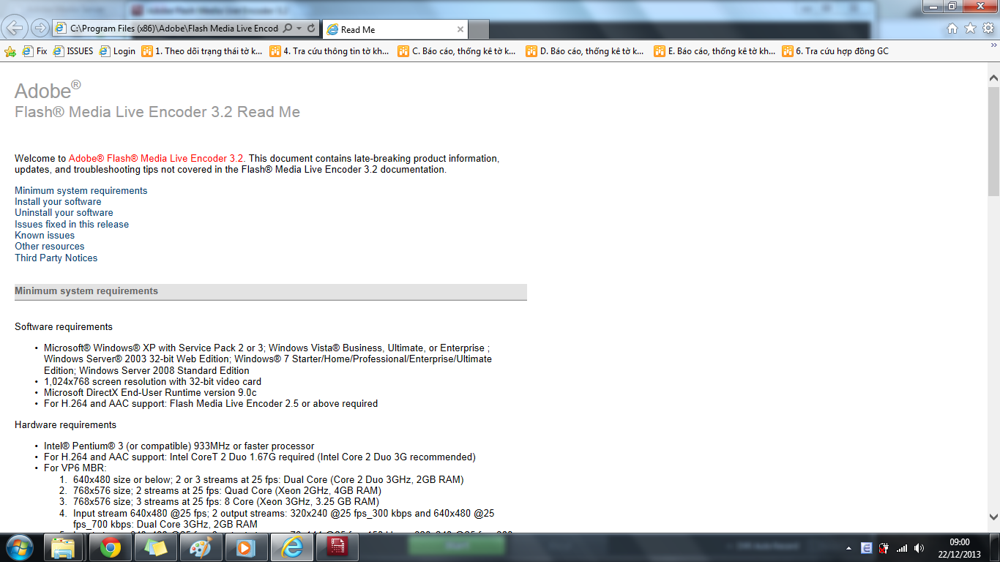 C:\Program Files (x86)\Adobe\Flash Media Live Encod
Read Me
Fix
ISSUES
Login
1. Theo dõi trạng thái tờ k...
4. Tra cứu thông tin tờ kh...
C. Báo cáo, thống kê tờ k...
D. Báo cáo, thống kê tờ k...
E. Báo cáo, thống kê tờ kh...
6. Tra cứu hợp đồng GC
Adobe®
Flash® Media Live Encoder 3.2 Read Me
Welcome to Adobe® Flash® Media Live Encoder 3.2. This document contains late-breaking product information,
updates, and troubleshooting tips not covered in the Flash® Media Live Encoder 3.2 documentation.
Minimum system requirements
Install your software
Uninstall your software
Issues fixed in this release
Known issues
Other resources
Third Party Notices
Minimum system requirements
Software requirements
• Microsoft® Windows® XP with Service Pack 2 or 3; Windows Vista® Business, Ultimate, or Enterprise ;
Windows Server® 2003 32-bit Web Edition; Windows® 7 Starter/Home/Professional/Enterprise/Ultimate
Edition; Windows Server 2008 Standard Edition
• 1,024x768 screen resolution with 32-bit video card
• Microsoft DirectX End-User Runtime version 9.0c
• For H.264 and AAC support: Flash Media Live Encoder 2.5 or above required
Hardware requirements
• Intel® Pentium® 3 (or compatible) 933MHz or faster processor
• For H.264 and AAC support: Intel CoreT 2 Duo 1.67G required (Intel Core 2 Duo 3G recommended)
• For VP6 MBR:
1. 640x480 size or below; 2 or 3 streams at 25 fps: Dual Core (Core 2 Duo 3GHz, 2GB RAM)
2. 768x576 size; 2 streams at 25 fps: Quad Core (Xeon 2GHz, 4GB RAM)
3. 768x576 size; 3 streams at 25 fps: 8 Core (Xeon 3GHz, 3.25 GB RAM)
4. Input stream 640x480 @25 fps; 2 output streams: 320x240 @25 fps_300 kbps and 640x480 @25
fps_700 kbps: Dual Core 3GHz, 2GB RAM
09:00
22/12/2013